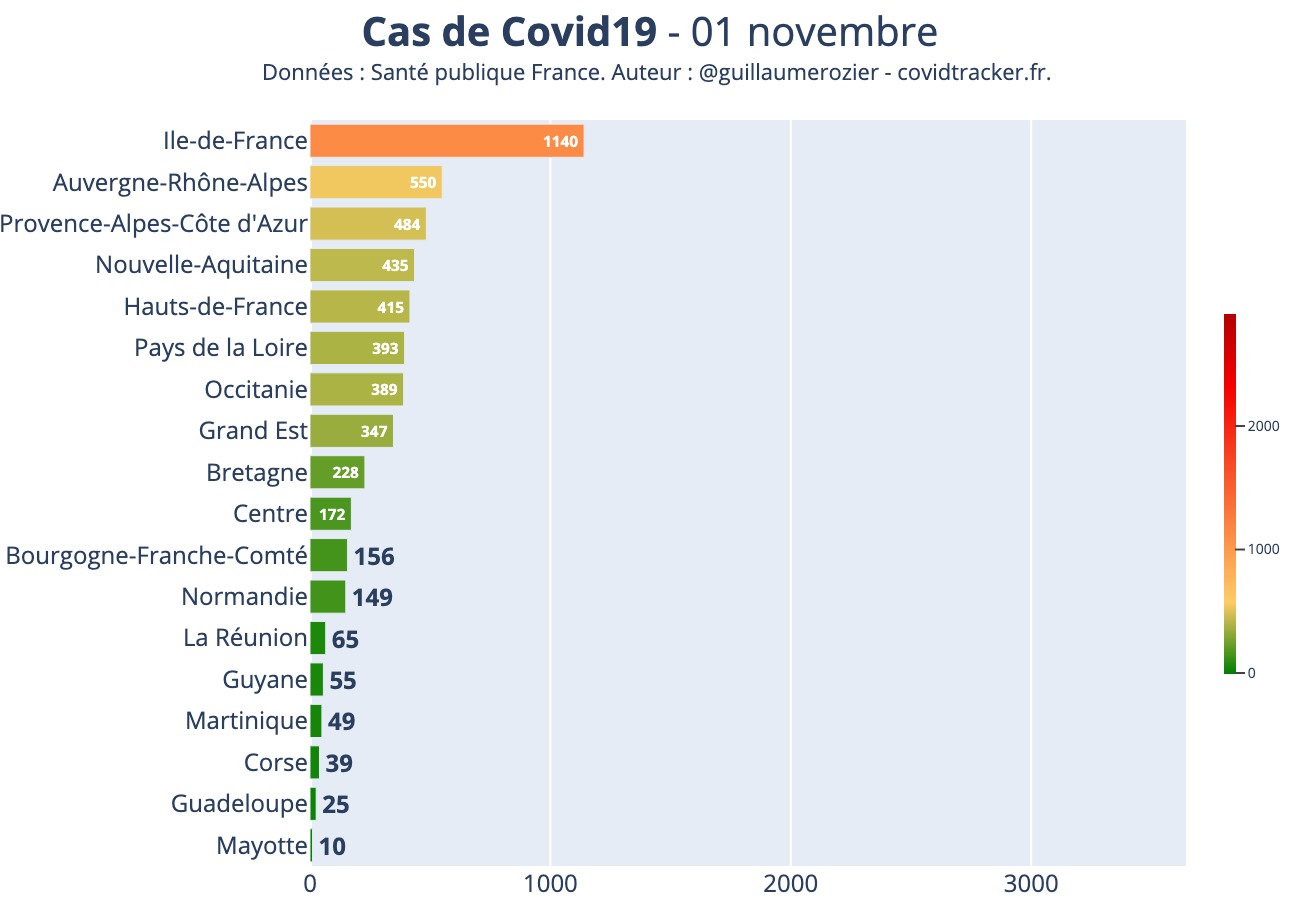 Cas de Covid19 - 01 novembre
Données : Santé publique France. Auteur : @guillaumerozier - covidtracker.fr.
Ile-de-France 1140
Auvergne-Rhône-Alpes 550
Provence-Alpes-Côte d'Azur 484
Nouvelle-Aquitaine 435
Hauts-de-France 415
Pays de la Loire 393
Occitanie 389
Grand Est 347
Bretagne 228
Centre 172
Bourgogne-Franche-Comté 156
Normandie 149
La Réunion 65
Guyane 55
Martinique 49
Corse 39
Guadeloupe 25
Mayotte 10
0 1000 2000 3000
2000
1000
0